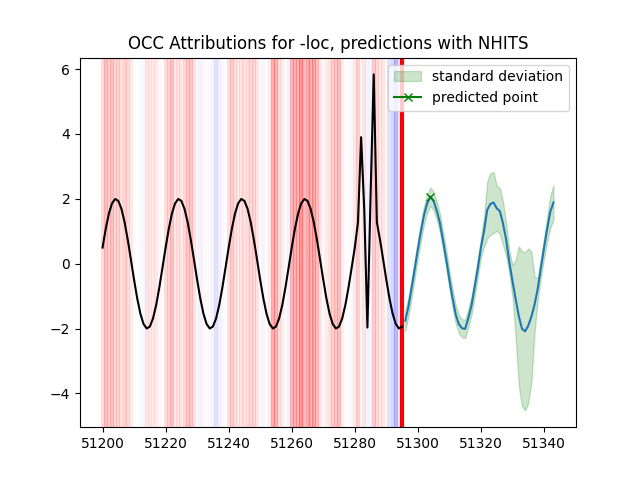 OCC Attributions for -loc, predictions with NHITS
standard deviation
predicted point
6
4
2
0
−2
−4
51200 51220 51240 51260 51280 51300 51320 51340